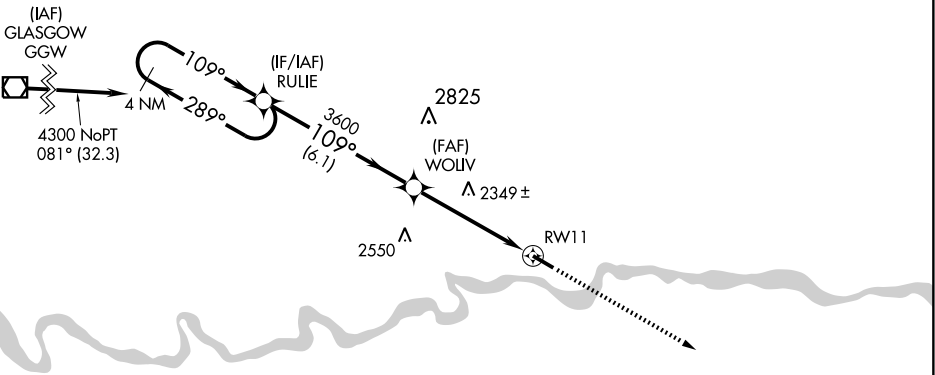 (IAF)
GLASGOW
GGW
4300 NoPT
081° (32.3)
4 NM
109°
289°
(IF/IAF)
RULIE
3600
109°
(6.1)
2825
(FAF)
WOLIV
2349 ±
2550
RW11